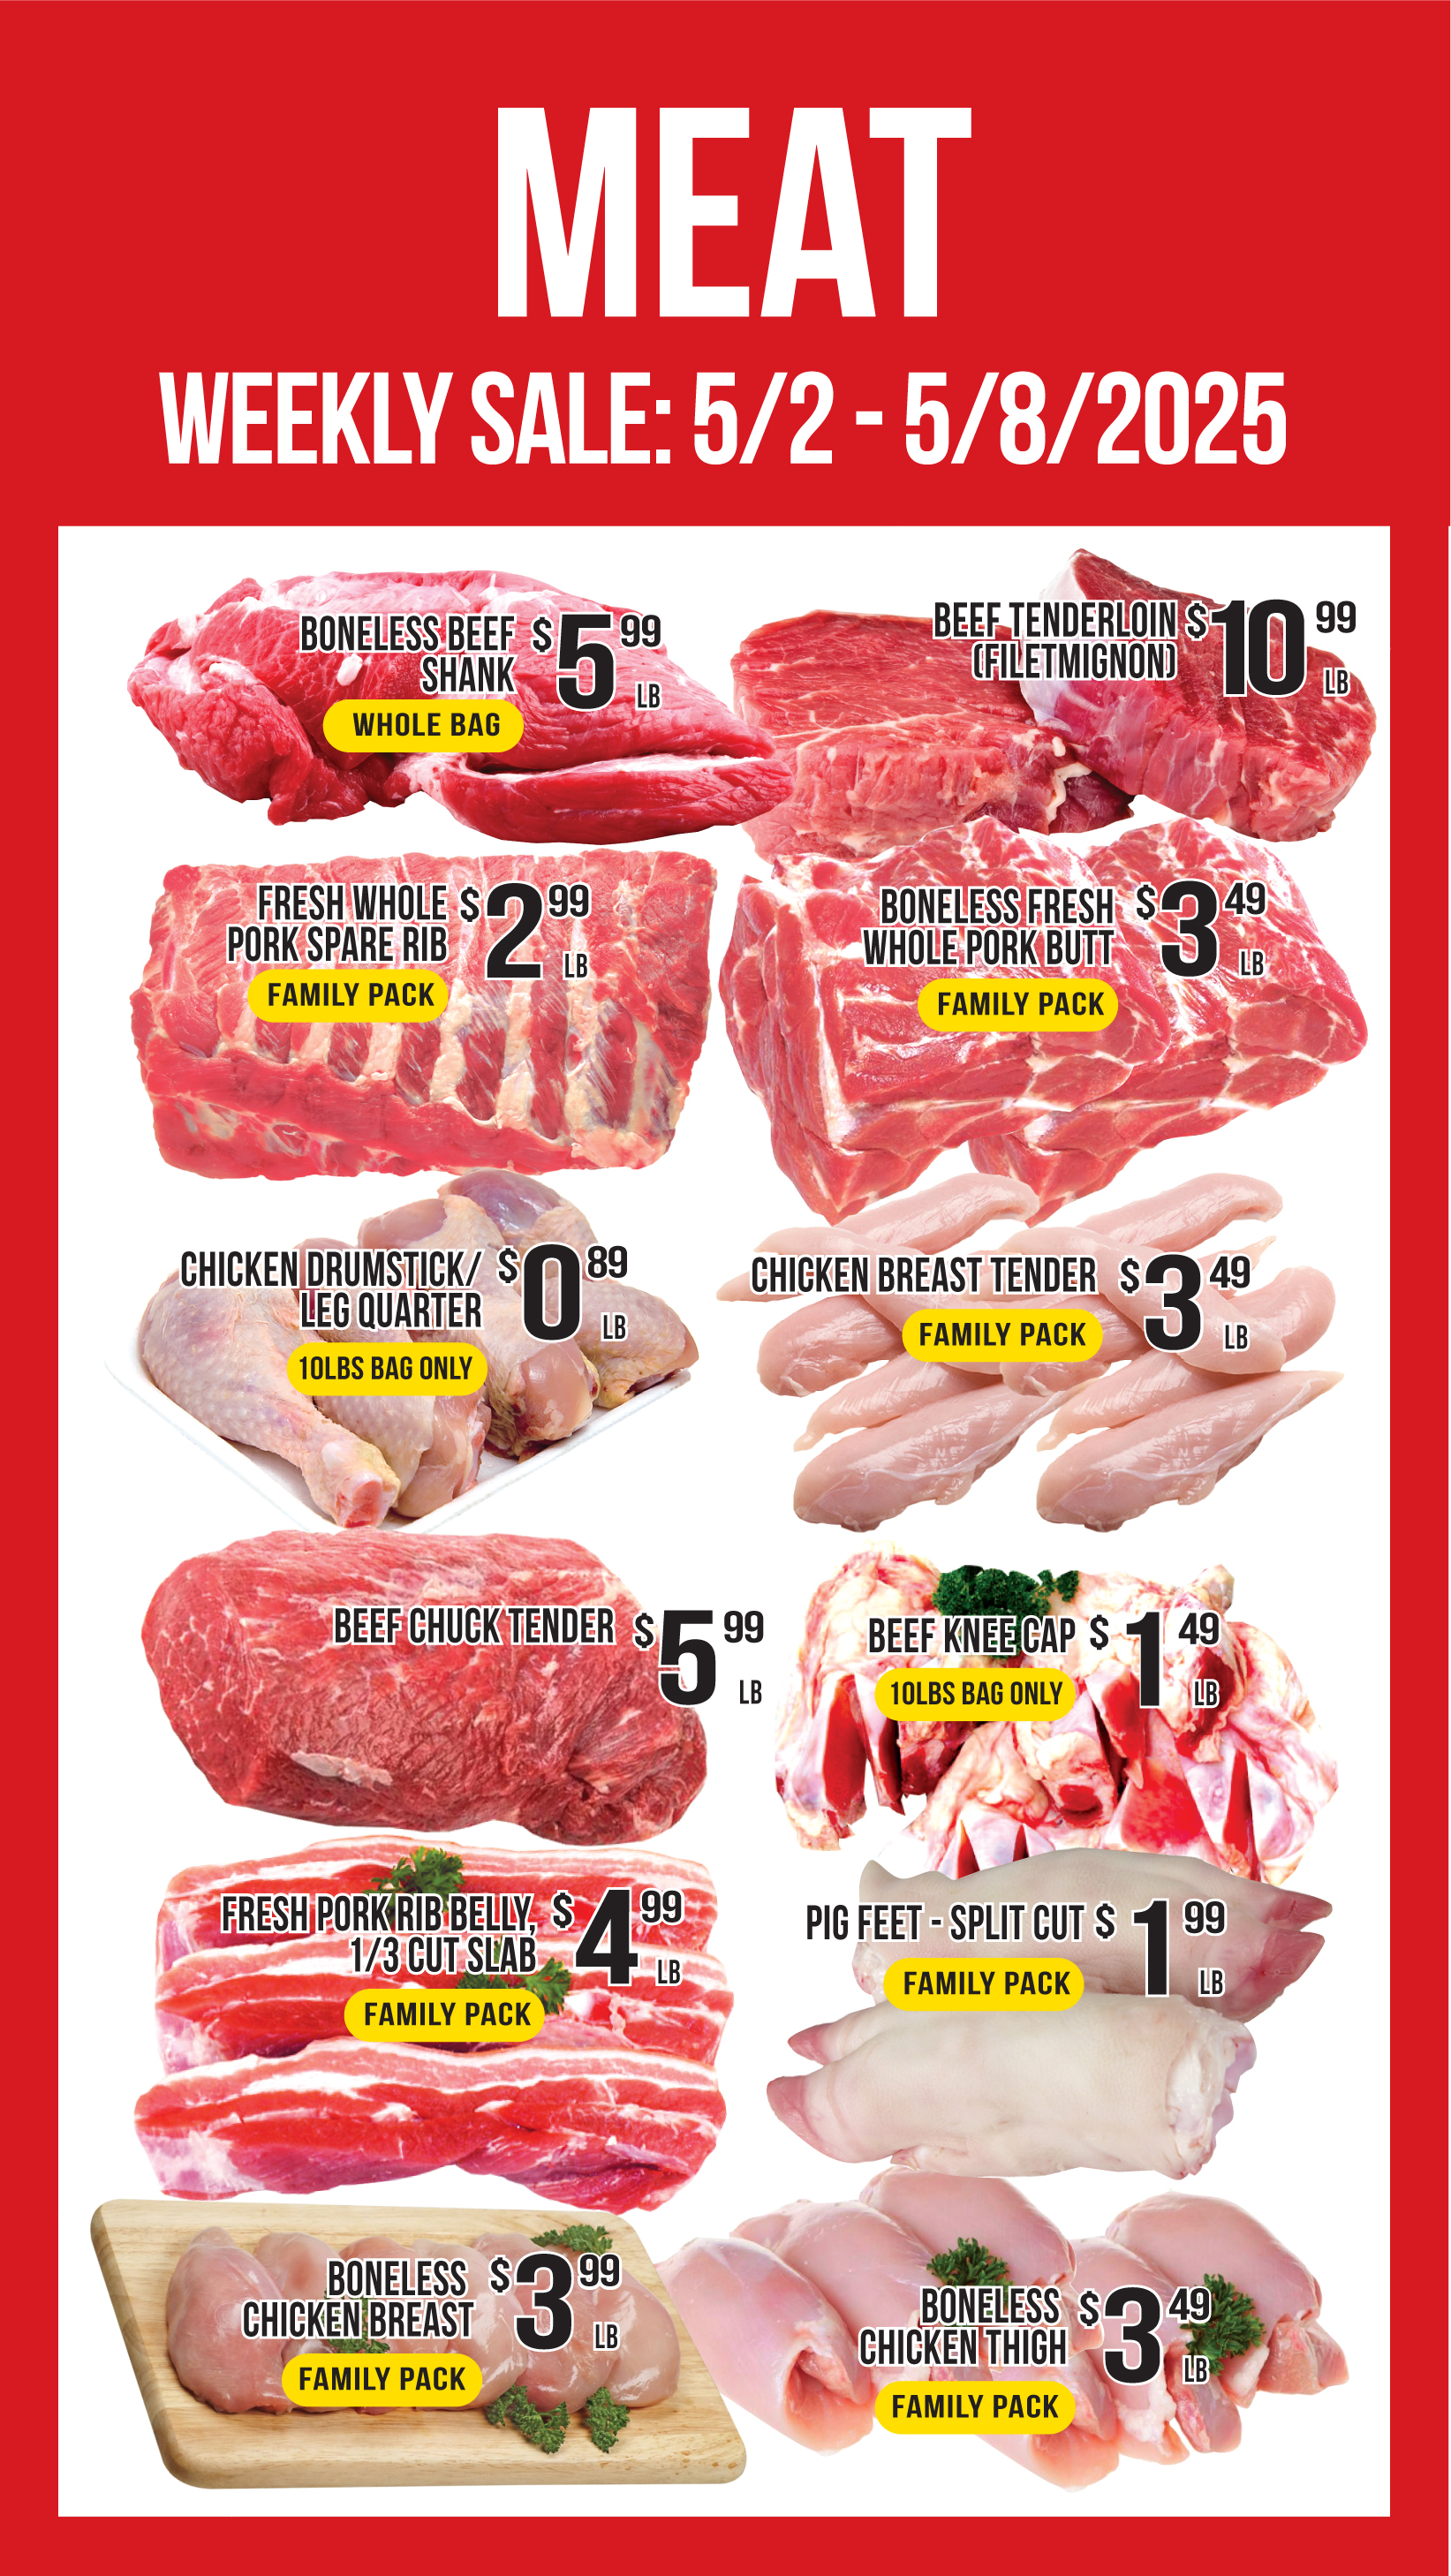 MEAT
WEEKLY SALE: 5/2 - 5/8/2025
BONELESS BEEF
SHANK
$5 99
LB
WHOLE BAG
BEEF TENDERLOIN
(FILETMIGNON)
$10 99
LB
FRESH WHOLE
PORK SPARE RIB
$2 99
LB
FAMILY PACK
BONELESS FRESH
WHOLE PORK BUTT
$3 49
LB
FAMILY PACK
CHICKEN DRUMSTICK/
LEG QUARTER
$0 89
LB
10LBS BAG ONLY
CHICKEN BREAST TENDER
$3 49
LB
FAMILY PACK
BEEF CHUCK TENDER
$5 99
LB
BEEF KNEE CAP
$1 49
LB
10LBS BAG ONLY
FRESH PORK RIB BELLY,
1/3 CUT SLAB
$4 99
LB
FAMILY PACK
PIG FEET - SPLIT CUT
$1 99
LB
FAMILY PACK
BONELESS
CHICKEN BREAST
$3 99
LB
FAMILY PACK
BONELESS
CHICKEN THIGH
$3 49
LB
FAMILY PACK